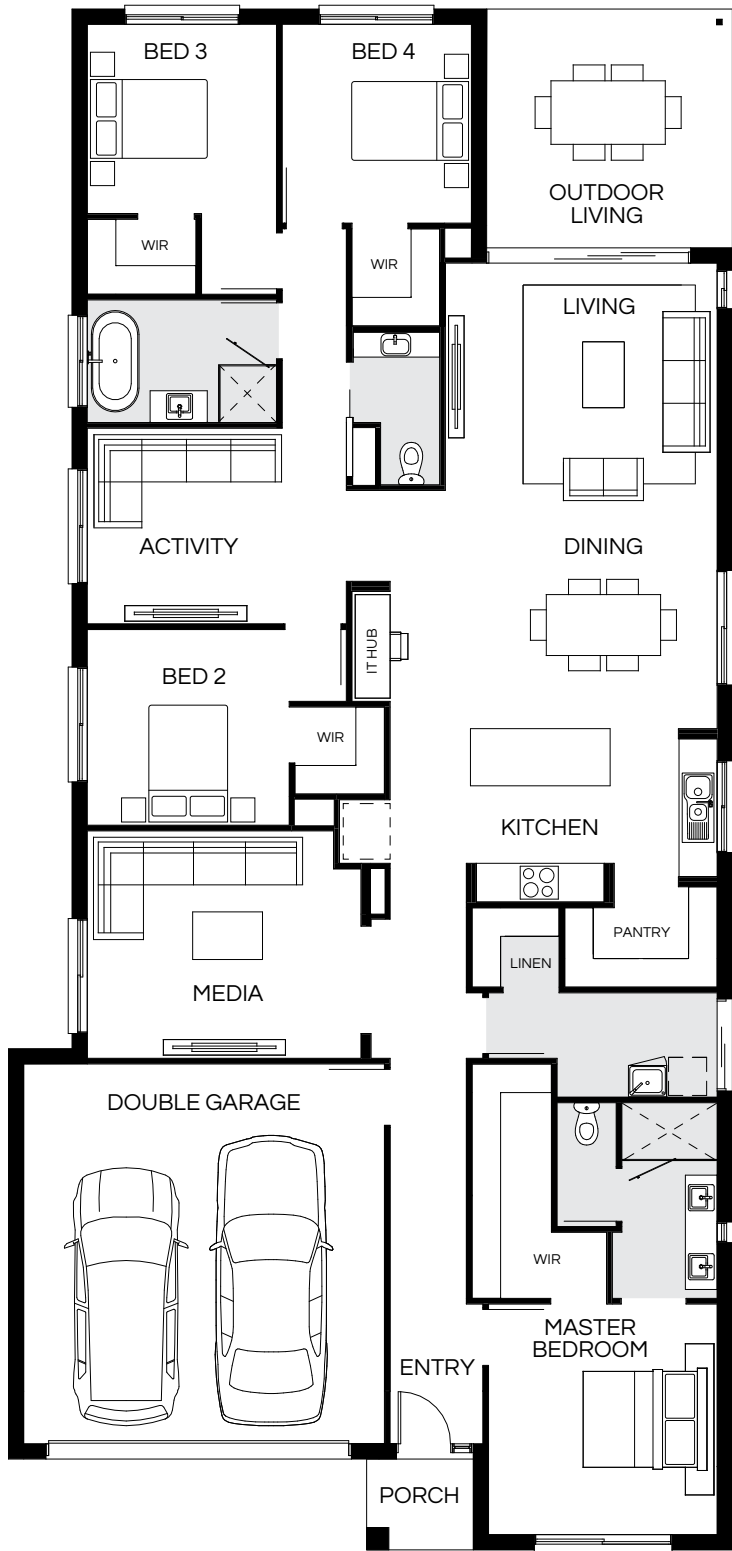 BED 3
BED 4
OUTDOOR
LIVING
WIR
WIR
LIVING
ACTIVITY
DINING
IT HUB
BED 2
WIR
KITCHEN
PANTRY
LINEN
MEDIA
DOUBLE GARAGE
WIR
MASTER
BEDROOM
ENTRY
PORCH